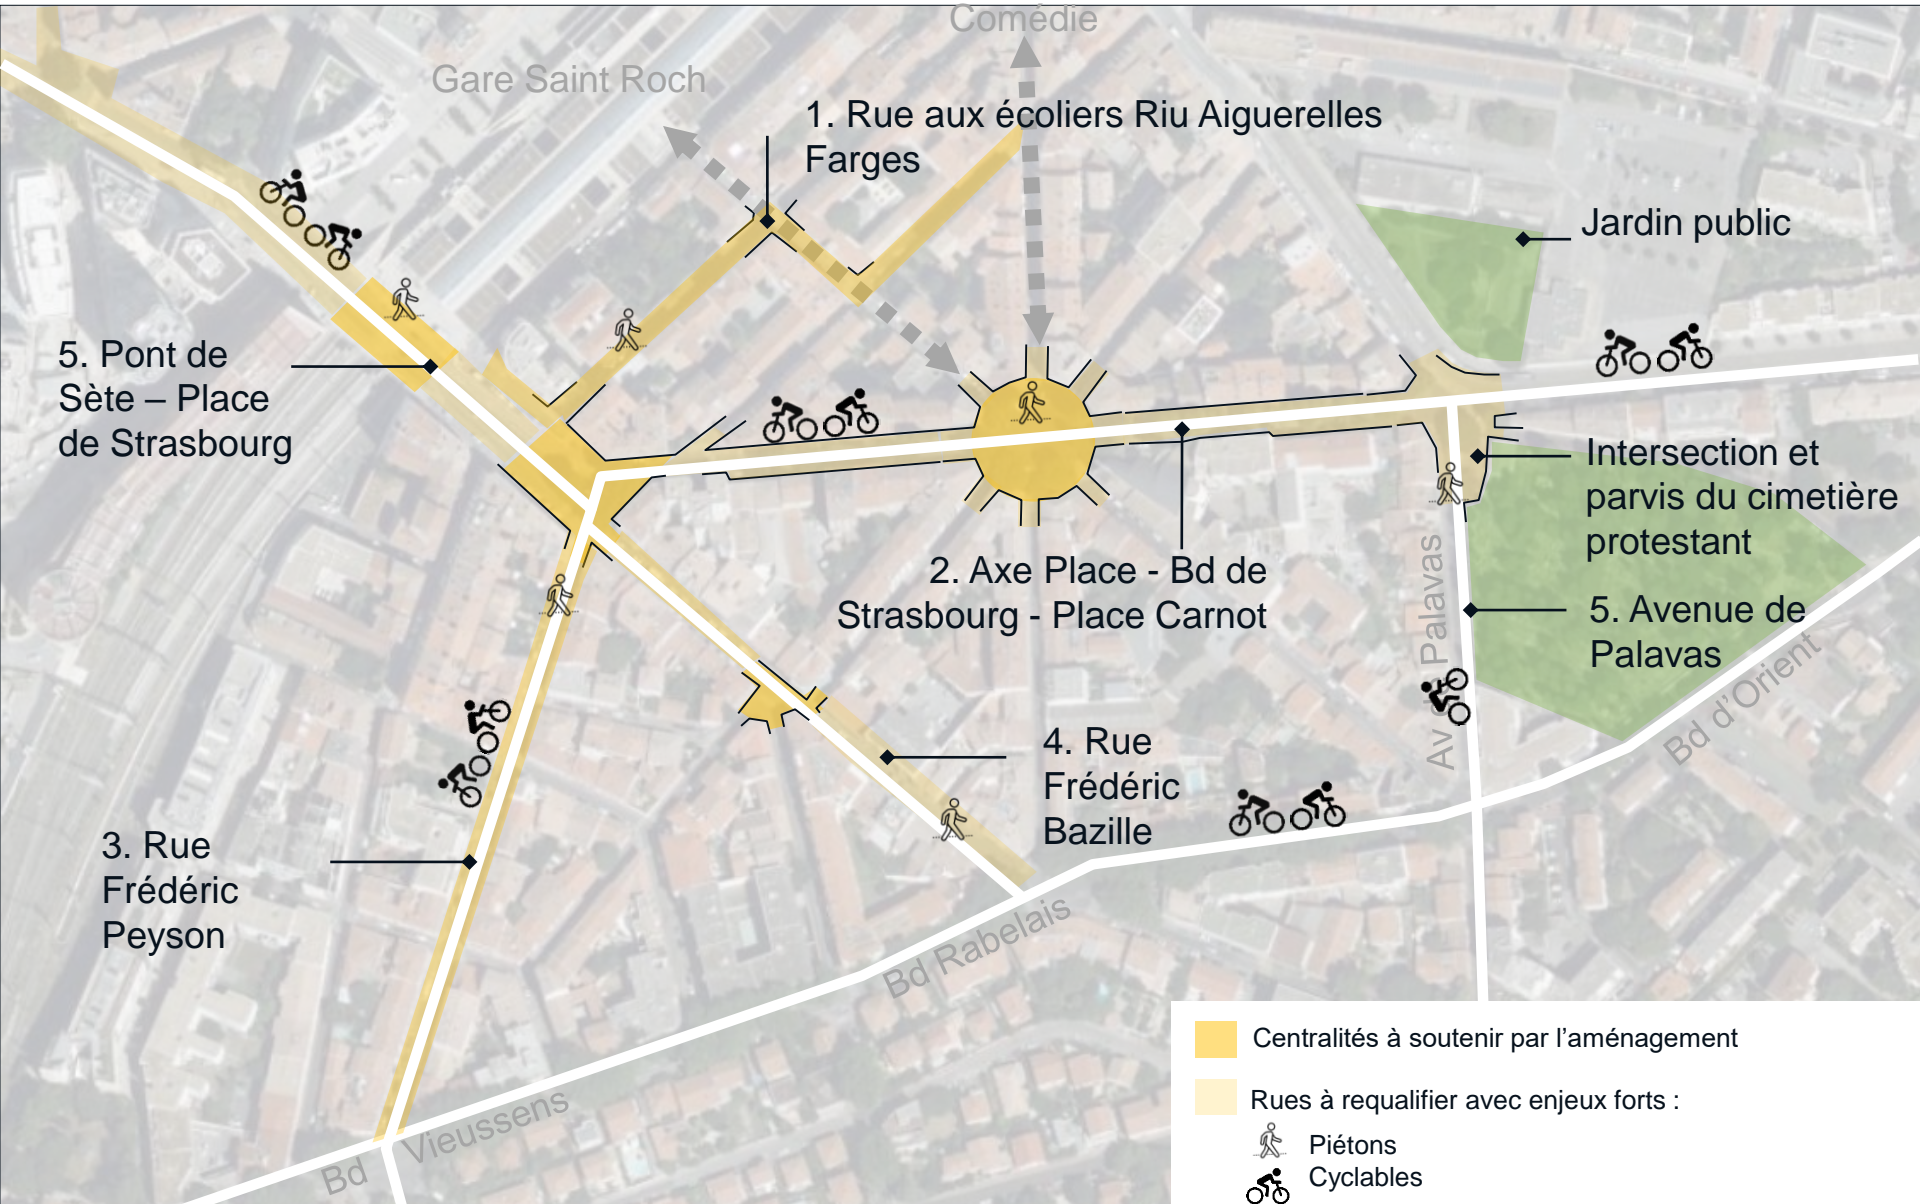 Comédie
Gare Saint Roch
1. Rue aux écoliers Riu Aiguerelles
Farges
Jardin public
5. Pont de
Sète – Place
de Strasbourg
Intersection et
parvis du cimetière
protestant
2. Axe Place - Bd de
Strasbourg - Place Carnot
5. Avenue de
Palavas
Av de Palavas
Bd d'Orient
4. Rue
Frédéric
Bazille
3. Rue
Frédéric
Peyson
Bd Rabelais
Bd Vieussens
Centralités à soutenir par l'aménagement
Rues à requalifier avec enjeux forts :
Piétons
Cyclables